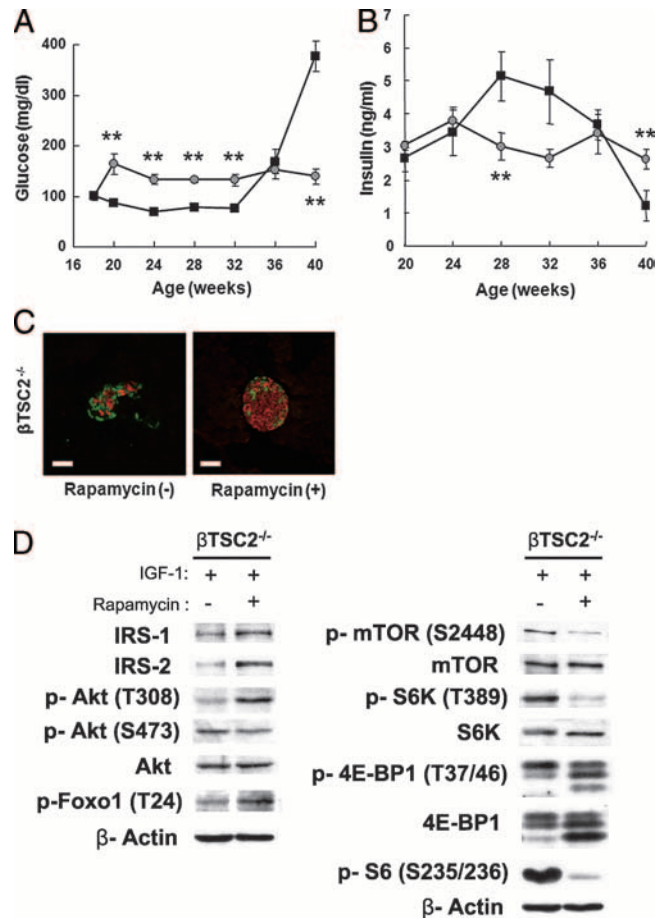 A
Glucose (mg/dl)
400
300
200
100
0
** ** ** ** **
16 20 24 28 32 36 40
Age (weeks)
B
Insulin (ng/ml)
7
6
5
4
3
2
1
0
** **
20 24 28 32 36 40
Age (weeks)
C
βTSC2-/-
Rapamycin (-)
Rapamycin (+)
D
βTSC2-/-
IGF-1: + +
Rapamycin : - +
IRS-1
IRS-2
p- Akt (T308)
p- Akt (S473)
Akt
p-Foxo1 (T24)
β- Actin
βTSC2-/-
+ +
- +
p- mTOR (S2448)
mTOR
p- S6K (T389)
S6K
p- 4E-BP1 (T37/46)
4E-BP1
p- S6 (S235/236)
β- Actin